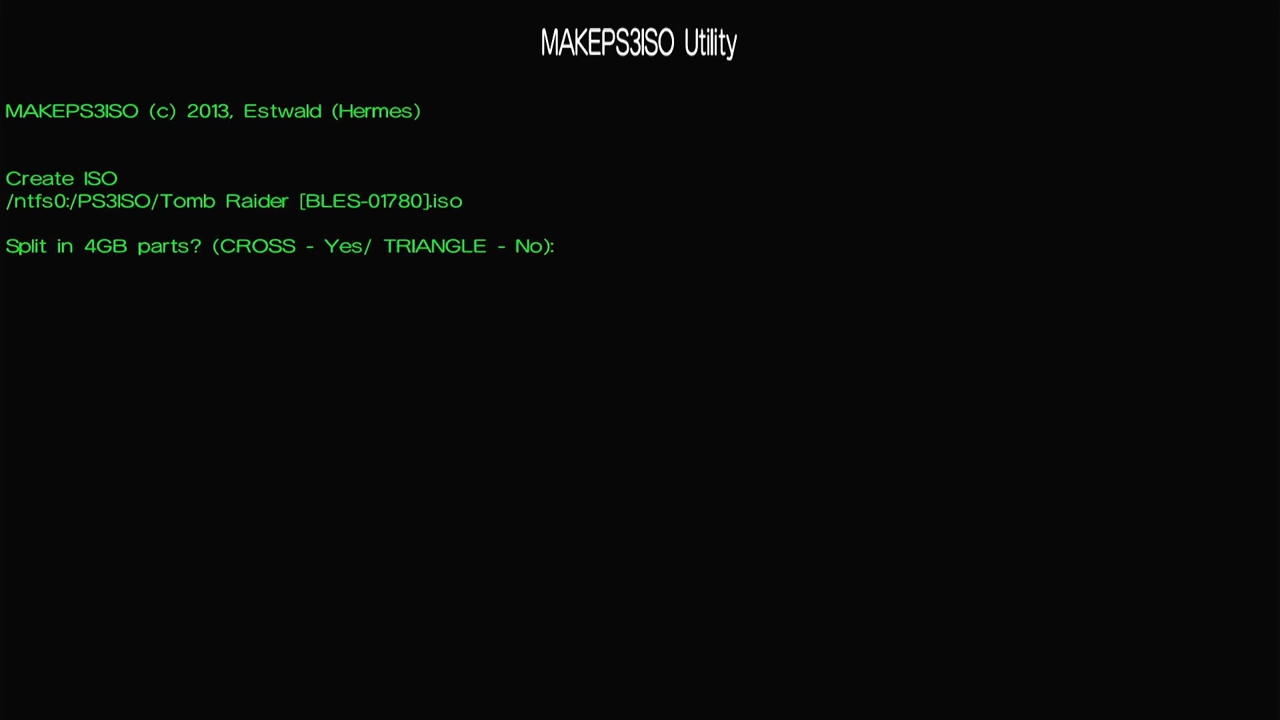 MAKEPS3ISO Utility
MAKEPS3ISO (c) 2013, Estwald (Hermes)
Create ISO
/ntfs0:/PS3ISO/Tomb Raider [BLES-01780].iso
Split in 4GB parts? (CROSS - Yes/ TRIANGLE - No):